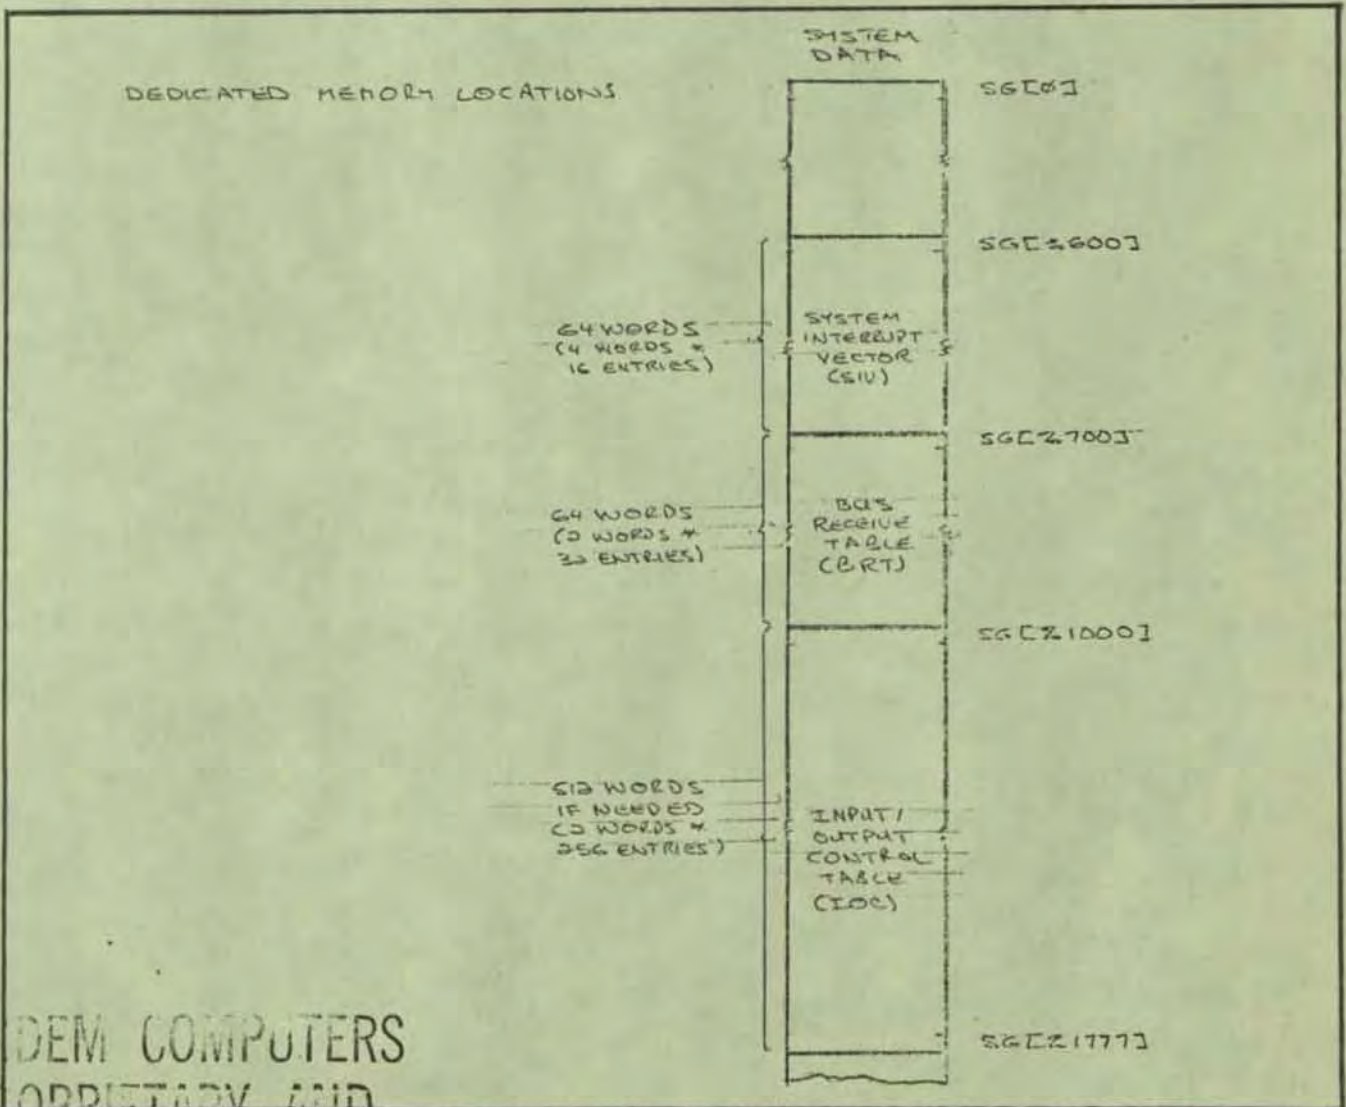 SYSTEM
DATA
DEDICATED MEMORY LOCATIONS
SG[Ø]
SG[%600]
64 WORDS
(4 WORDS *
16 ENTRIES)
SYSTEM
INTERRUPT
VECTOR
(SIV)
SG[%700]
64 WORDS
(2 WORDS *
32 ENTRIES)
BUS
RECEIVE
TABLE
(BRT)
SG[%1000]
512 WORDS
IF NEEDED
(2 WORDS *
256 ENTRIES)
INPUT/
OUTPUT
CONTROL
TABLE
(IOC)
SG[%1777]
DEM COMPUTERS
OPRIETARY AND